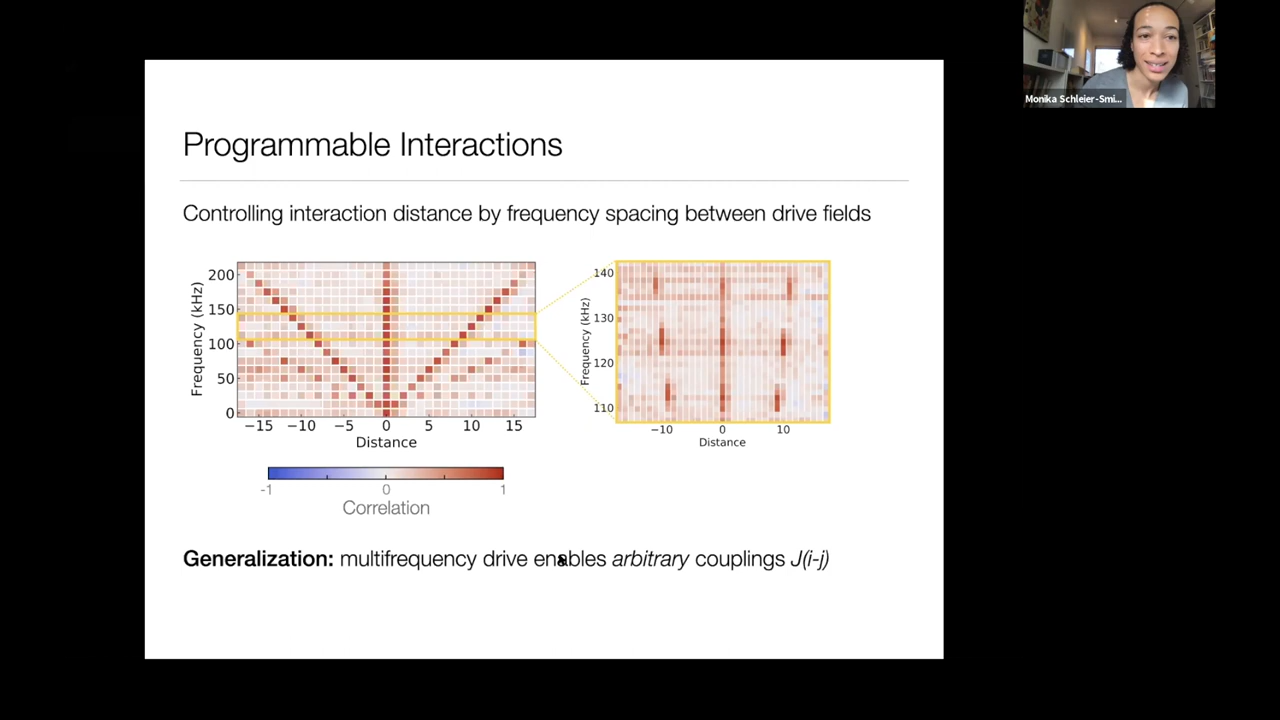 Monika Schleier-Smi...
Programmable Interactions
Controlling interaction distance by frequency spacing between drive fields
Frequency (kHz)
200
150
100
50
0
−15 −10 −5 0 5 10 15
Distance
Frequency (kHz)
140
130
120
110
−10 0 10
Distance
-1 0 1
Correlation
Generalization: multifrequency drive enables arbitrary couplings J(i-j)